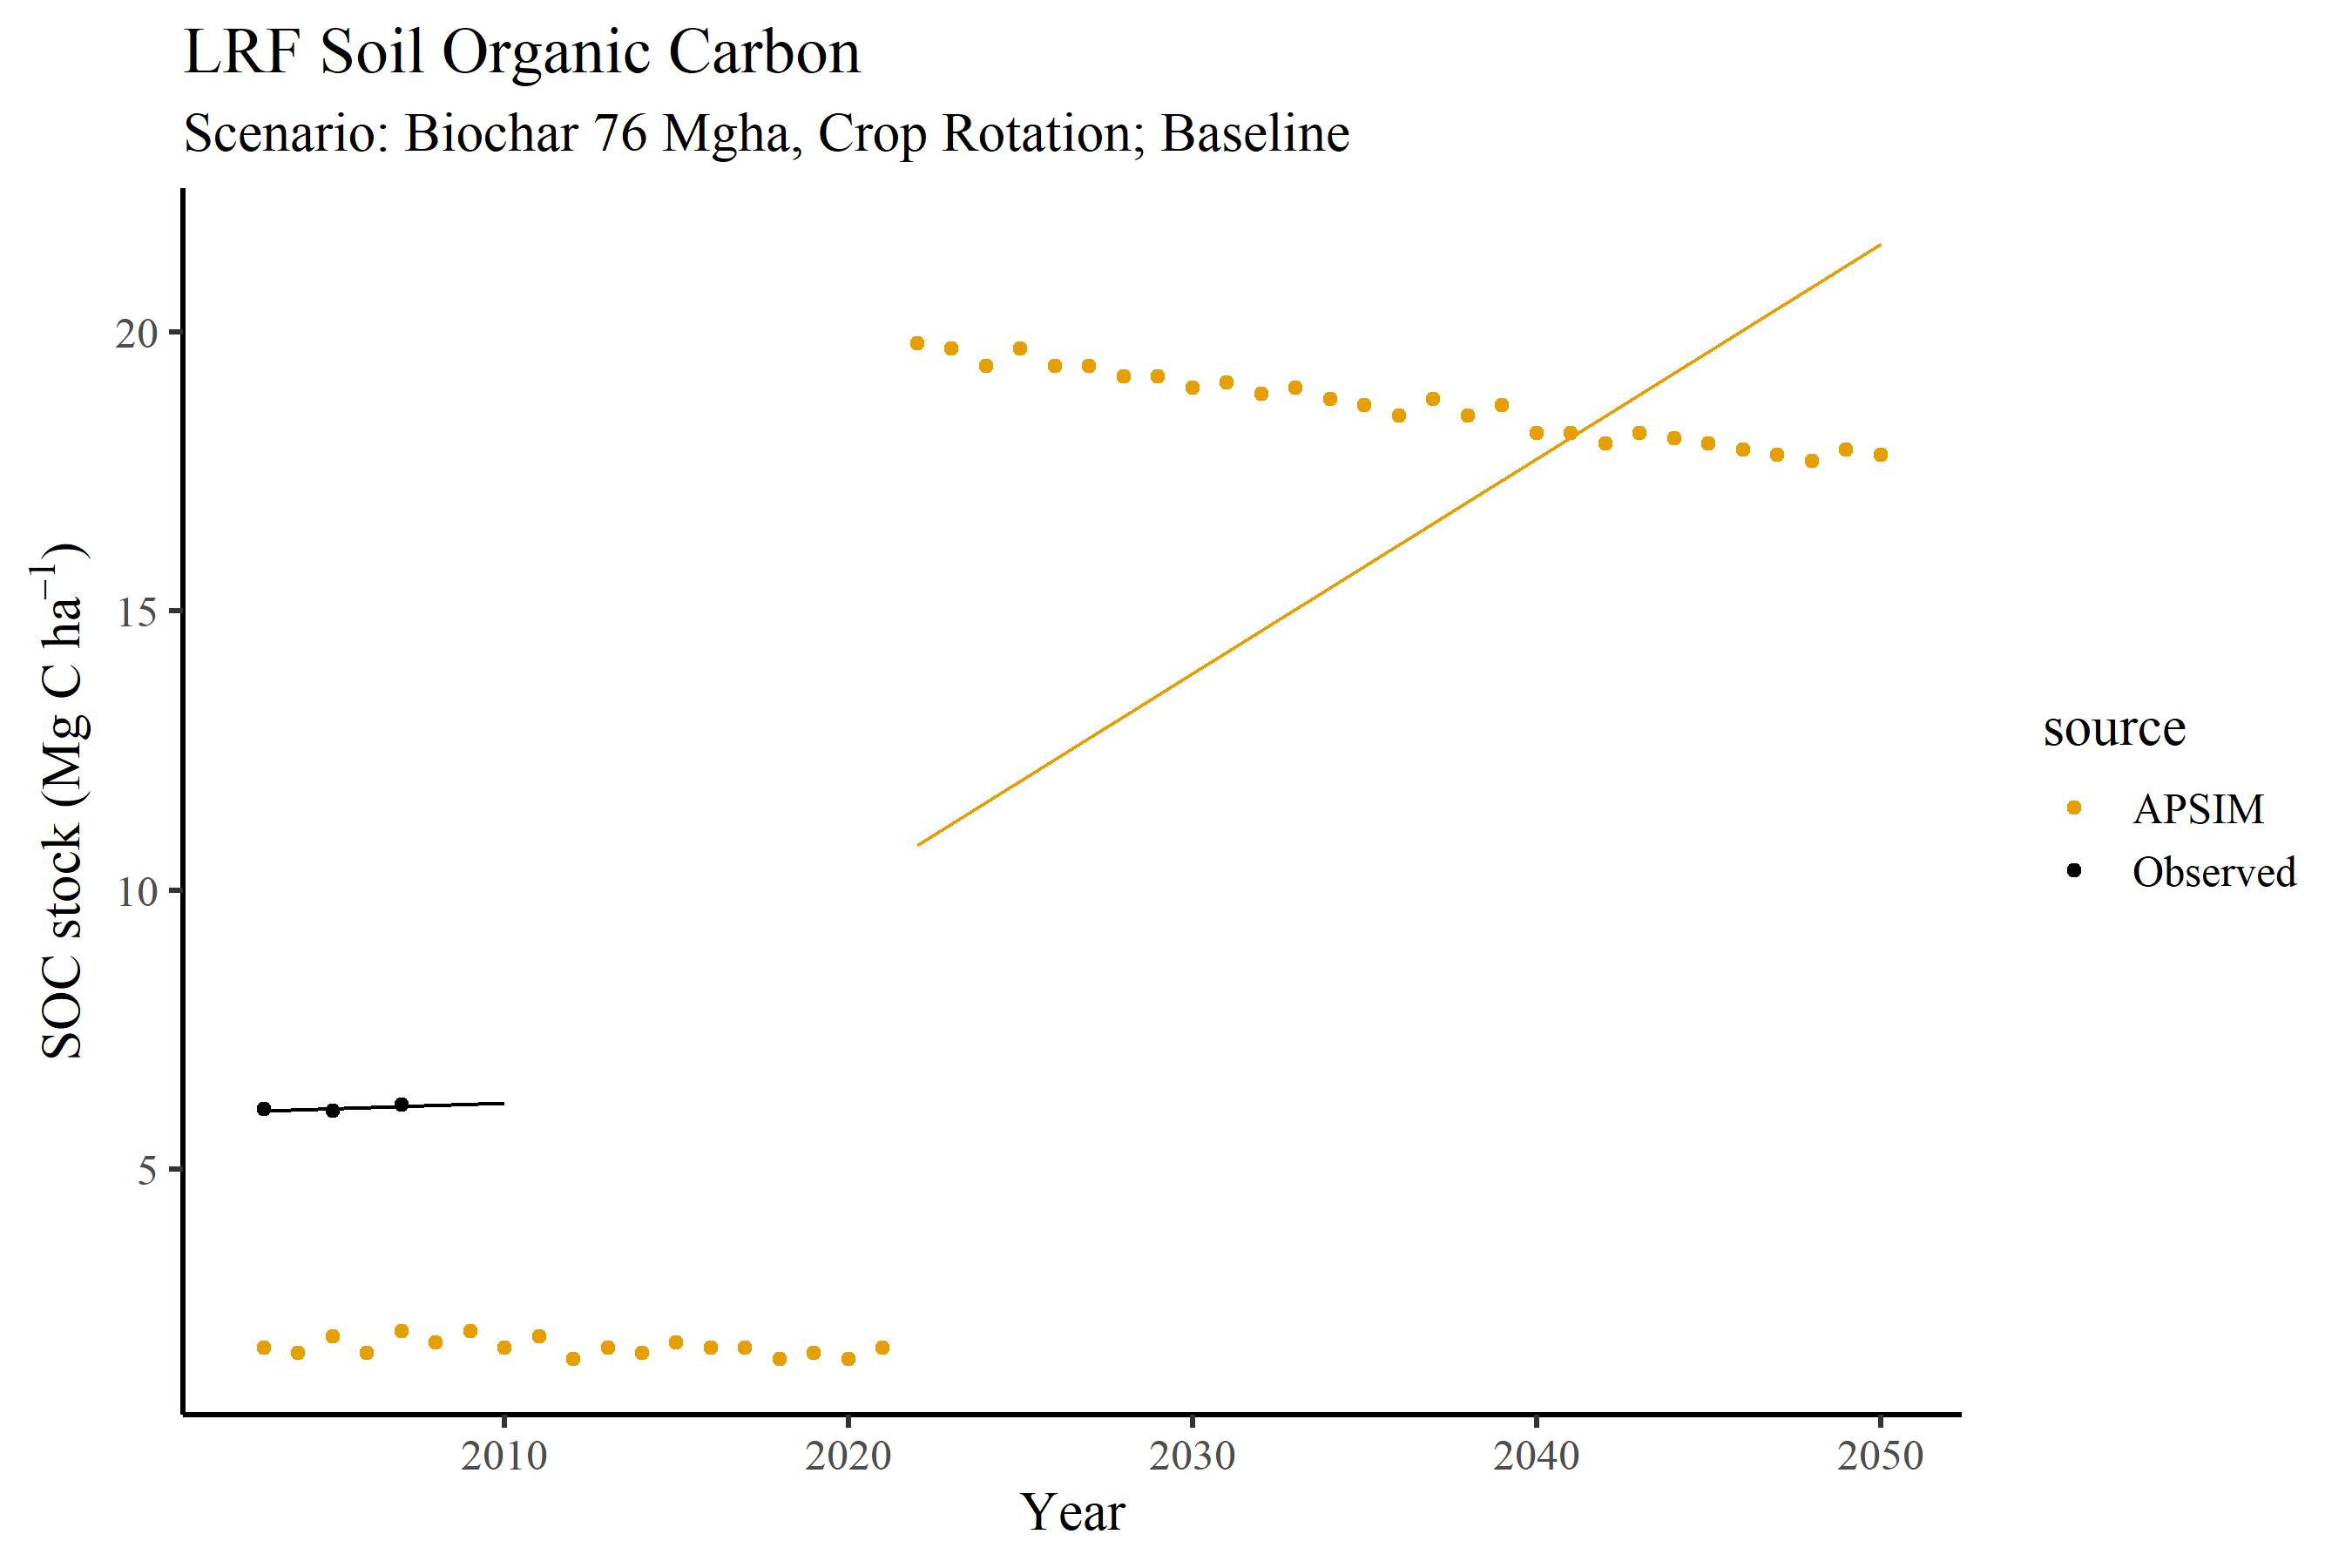 LRF Soil Organic Carbon
Scenario: Biochar 76 Mgha, Crop Rotation; Baseline
SOC stock (Mg C ha⁻¹)
20
15
10
5
2010
2020
2030
2040
2050
Year
source
APSIM
Observed